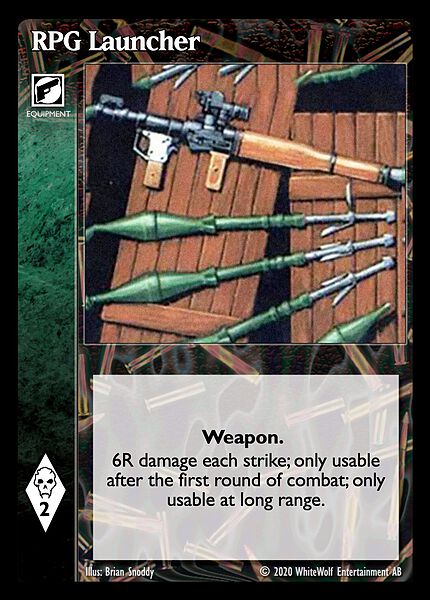 RPG Launcher
EQUIPMENT
Weapon.
6R damage each strike; only usable
after the first round of combat; only
usable at long range.
2
Illus: Brian Snoddy
© 2020 WhiteWolf Entertainment AB